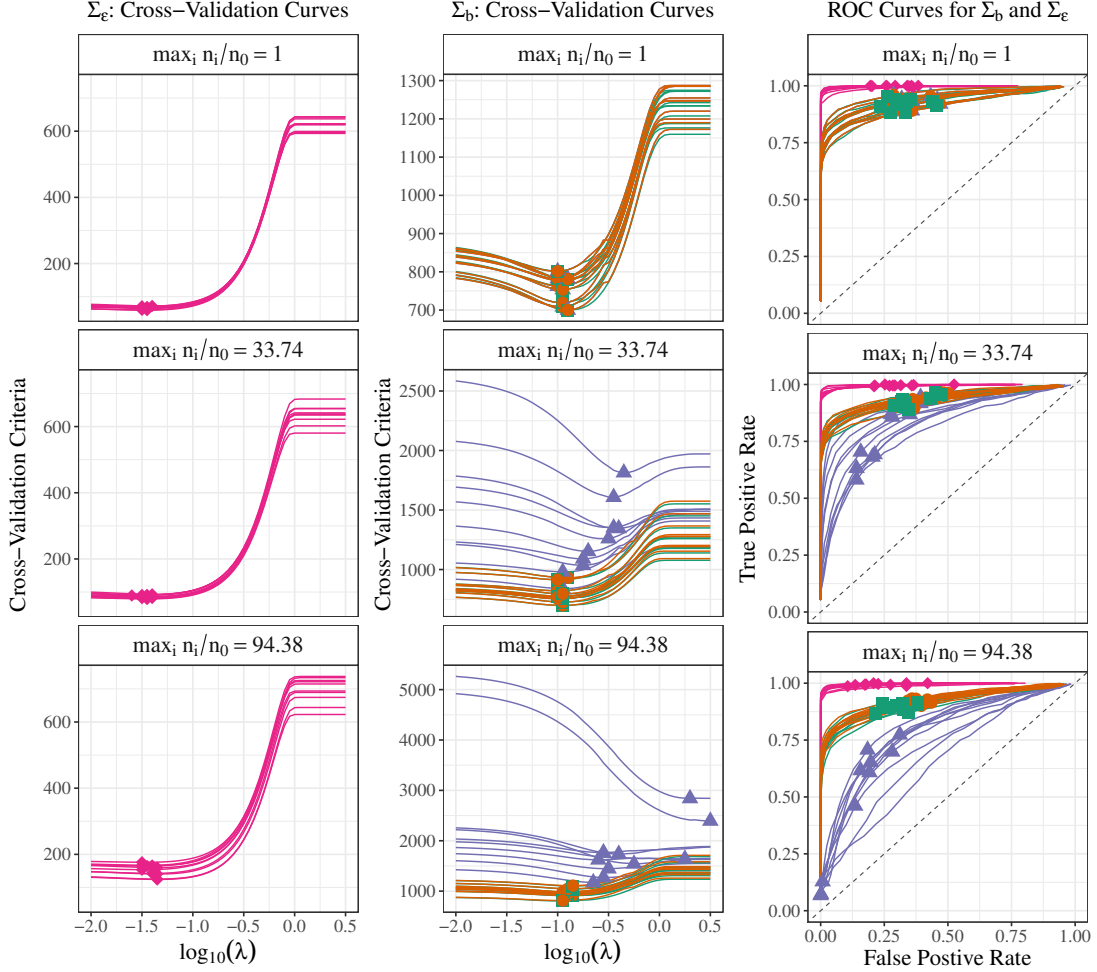 Σε: Cross−Validation Curves
Σb: Cross−Validation Curves
ROC Curves for Σb and Σε
maxi ni/n0 = 1
maxi ni/n0 = 1
maxi ni/n0 = 1
600
400
200
1300
1200
1100
1000
900
800
700
1.00
0.75
0.50
0.25
0.00
maxi ni/n0 = 33.74
maxi ni/n0 = 33.74
maxi ni/n0 = 33.74
Cross−Validation Criteria
600
400
200
Cross−Validation Criteria
2500
2000
1500
1000
True Positive Rate
1.00
0.75
0.50
0.25
0.00
maxi ni/n0 = 94.38
maxi ni/n0 = 94.38
maxi ni/n0 = 94.38
600
400
200
5000
4000
3000
2000
1000
1.00
0.75
0.50
0.25
0.00
−2.0 −1.5 −1.0 −0.5 0.0 0.5
−2.0 −1.5 −1.0 −0.5 0.0 0.5
0.00 0.25 0.50 0.75 1.00
log10(λ)
log10(λ)
False Postive Rate